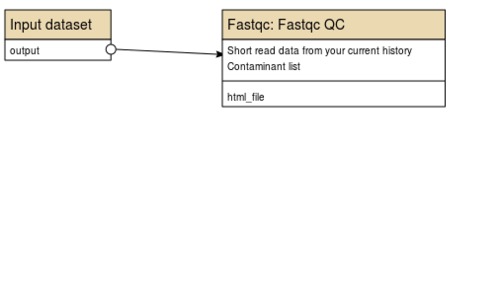 Input dataset
output
Fastqc: Fastqc QC
Short read data from your current history
Contaminant list
html_file